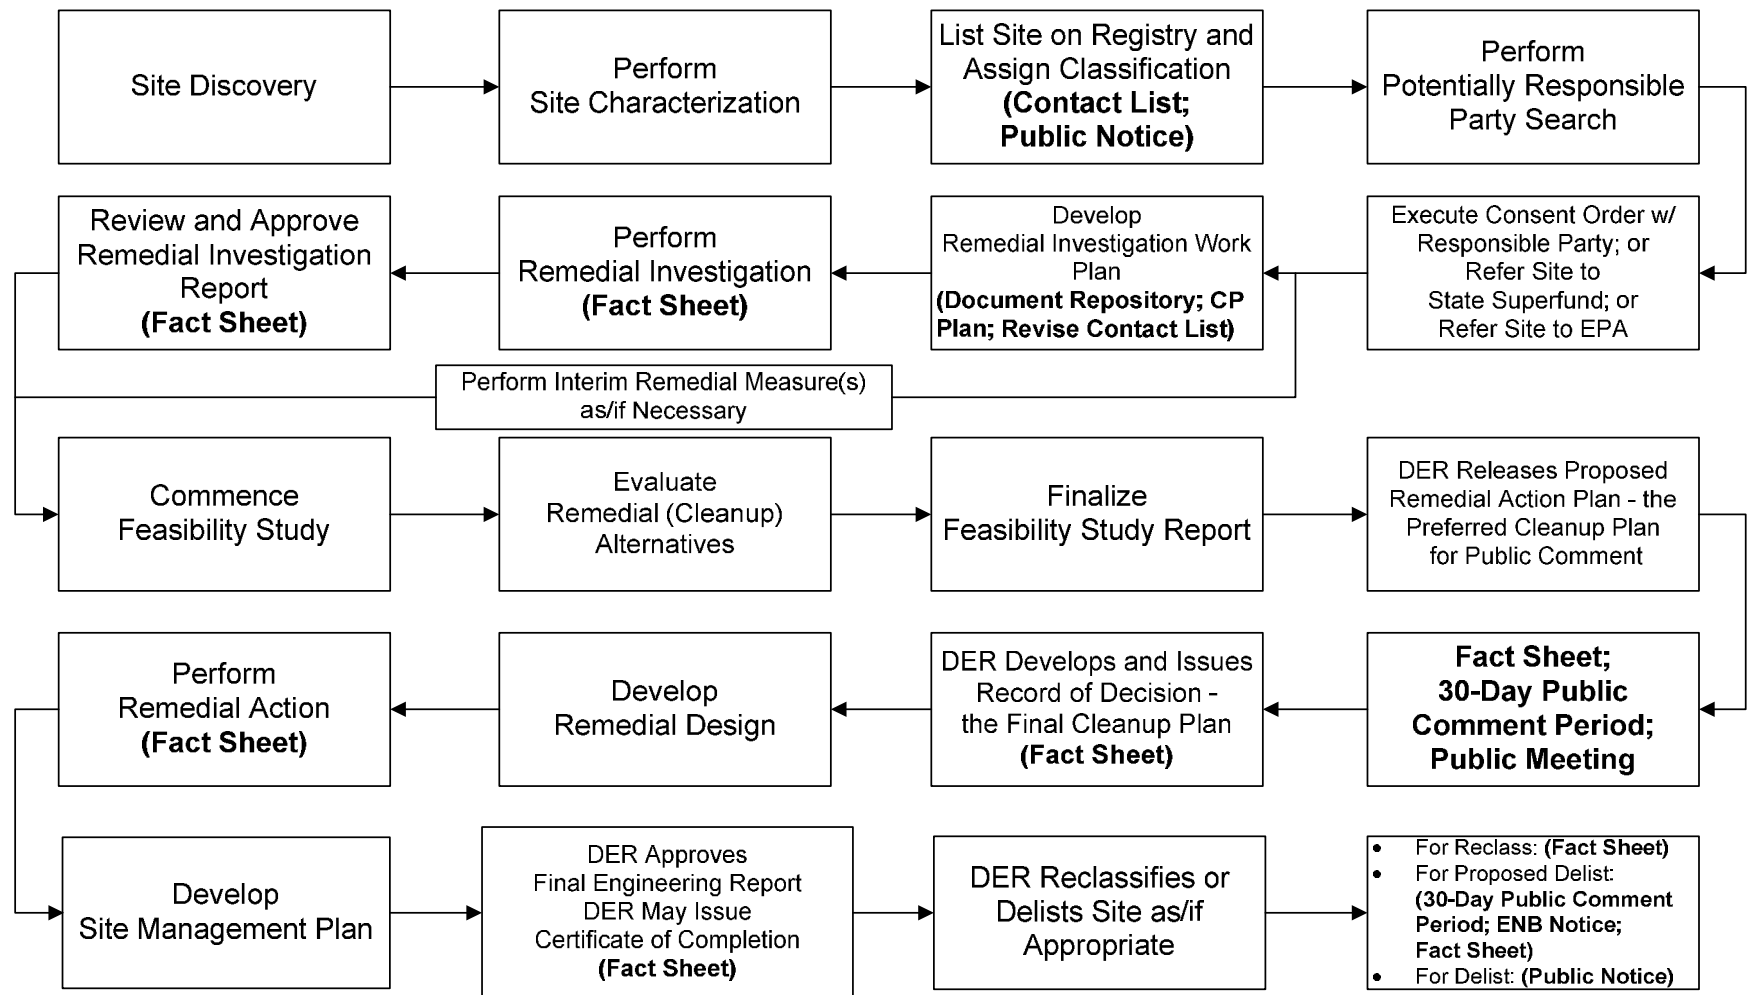 Site Discovery
Perform
Site Characterization
List Site on Registry and
Assign Classification
(Contact List;
Public Notice)
Perform
Potentially Responsible
Party Search
Execute Consent Order w/
Responsible Party; or
Refer Site to
State Superfund; or
Refer Site to EPA
Develop
Remedial Investigation Work
Plan
(Document Repository; CP
Plan; Revise Contact List)
Perform
Remedial Investigation
(Fact Sheet)
Review and Approve
Remedial Investigation
Report
(Fact Sheet)
Perform Interim Remedial Measure(s)
as/if Necessary
Commence
Feasibility Study
Evaluate
Remedial (Cleanup)
Alternatives
Finalize
Feasibility Study Report
DER Releases Proposed
Remedial Action Plan - the
Preferred Cleanup Plan
for Public Comment
Fact Sheet;
30-Day Public
Comment Period;
Public Meeting
DER Develops and Issues
Record of Decision -
the Final Cleanup Plan
(Fact Sheet)
Develop
Remedial Design
Perform
Remedial Action
(Fact Sheet)
Develop
Site Management Plan
DER Approves
Final Engineering Report
DER May Issue
Certificate of Completion
(Fact Sheet)
DER Reclassifies or
Delists Site as/if
Appropriate
• For Reclass: (Fact Sheet)
• For Proposed Delist:
(30-Day Public Comment
Period; ENB Notice;
Fact Sheet)
• For Delist: (Public Notice)